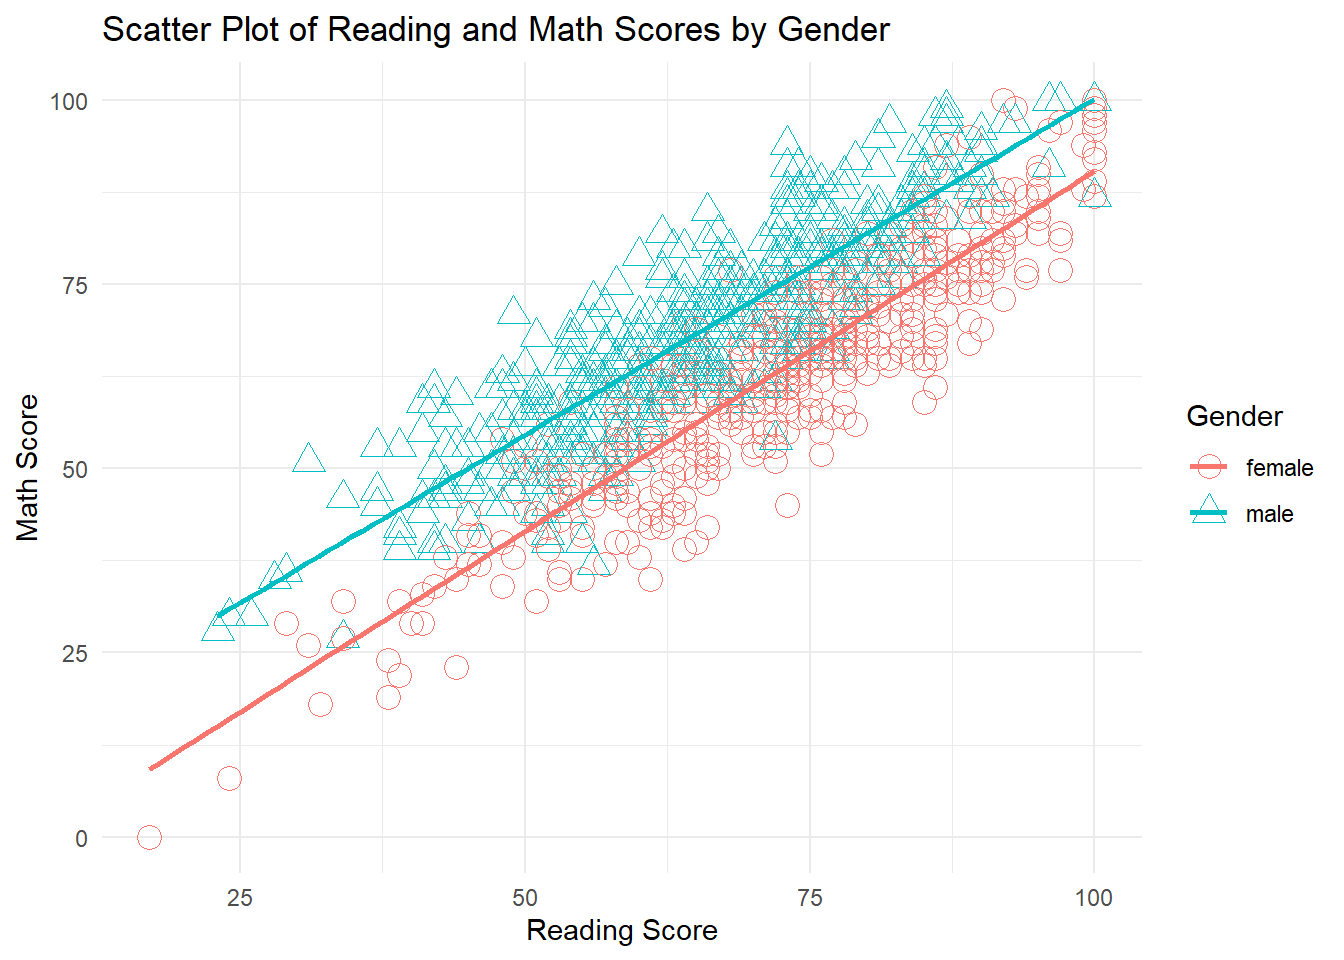 Scatter Plot of Reading and Math Scores by Gender
100
75
50
25
0
Math Score
25 50 75 100
Reading Score
Gender
female
male